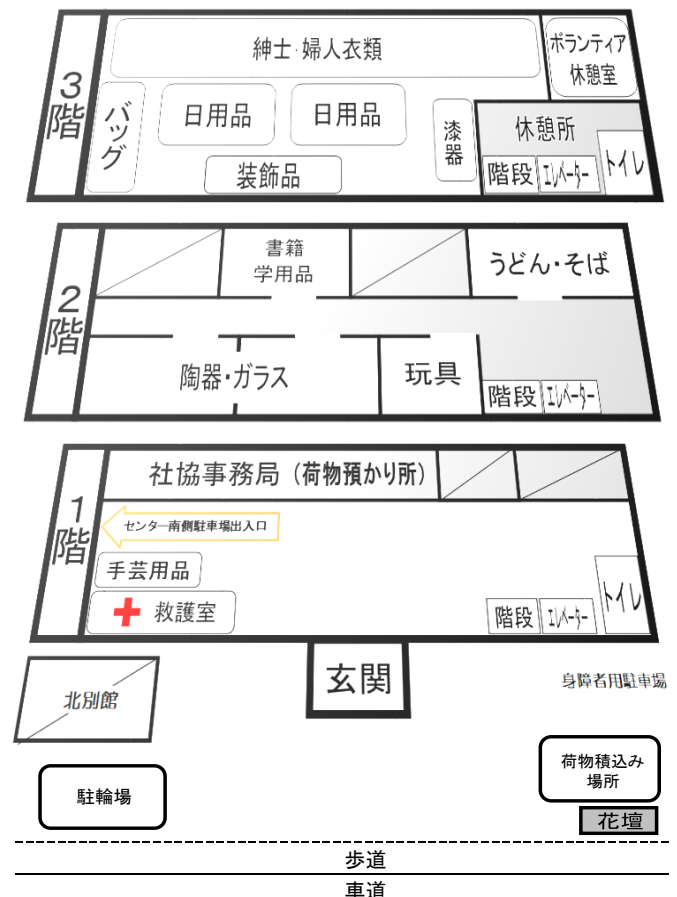 3階
紳士・婦人衣類
ボランティア
休憩室
バッグ
日用品
日用品
漆器
装飾品
休憩所
階段
エレベーター
トイレ
2階
書籍
学用品
うどん・そば
陶器・ガラス
玩具
階段
エレベーター
1階
社協事務局（荷物預かり所）
センター南側駐車場出入口
手芸用品
救護室
階段
エレベーター
トイレ
玄関
北別館
身障者用駐車場
駐輪場
荷物積込み
場所
花壇
歩道
車道